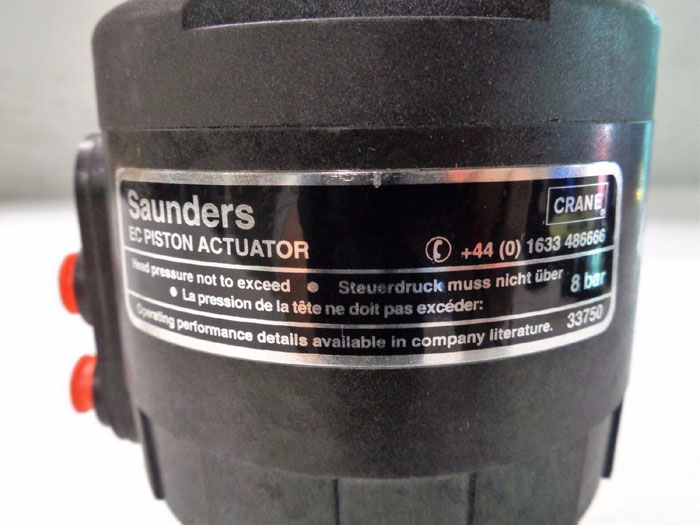 Saunders
CRANE
EC PISTON ACTUATOR
+44 (0) 1633 486666
Head pressure not to exceed • Steuerdruck muss nicht über 8 bar
• La pression de la tête ne doit pas excéder:
Operating performance details available in company literature. 33750